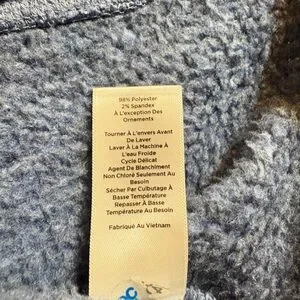 98% Polyester
2% Spandex
À L'exception Des
Ornaments
Tourner À L'envers Avant
De Laver
Laver À La Machine À
L'eau Froide
Cycle Délicat
Agent De Blanchiment
Non Chloré Seulement Au
Besoin
Sécher Par Culbutage À
Basse Température
Repasser À Basse
Température Au Besoin
Fabriqué Au Vietnam